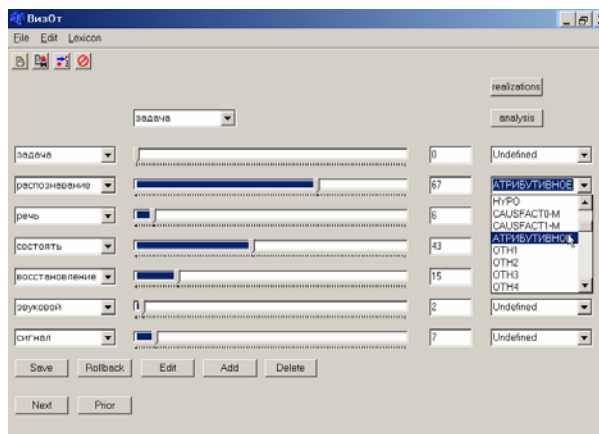 ВизОт
File Edit Lexicon
realizations
задача analysis
задача 0 Undefined
распознавание 67 АТРИБУТИВНОЕ
HYPO
речь 6 CAUSFACT0-M
CAUSFACT1-M
АТРИБУТИВНОЕ
состоять 43 OTH1
OTH2
восстановление 15 OTH3
OTH4
звуковой 2 Undefined
сигнал 7 Undefined
Save Rollback Edit Add Delete
Next Prior